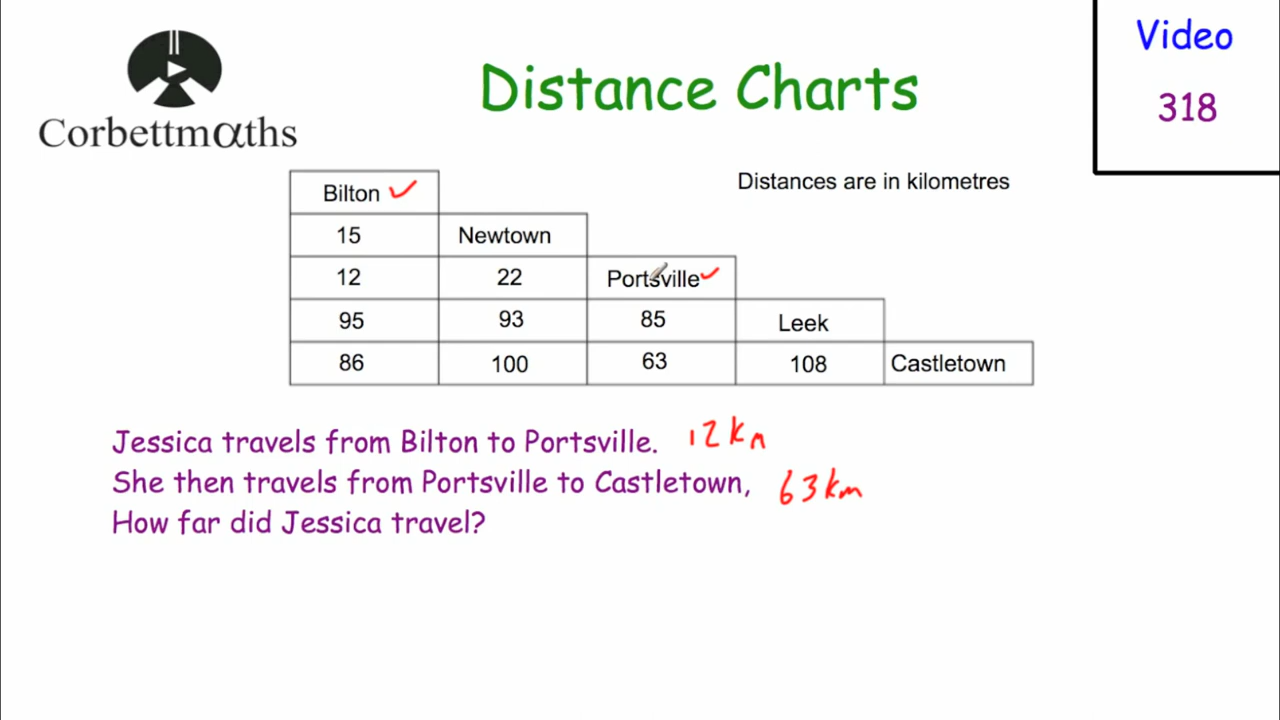 Corbettmαths
Distance Charts
Video
318
Distances are in kilometres
Bilton ✓
15 Newtown
12 22 Portsville ✓
95 93 85 Leek
86 100 63 108 Castletown
Jessica travels from Bilton to Portsville. 12km
She then travels from Portsville to Castletown, 63km
How far did Jessica travel?